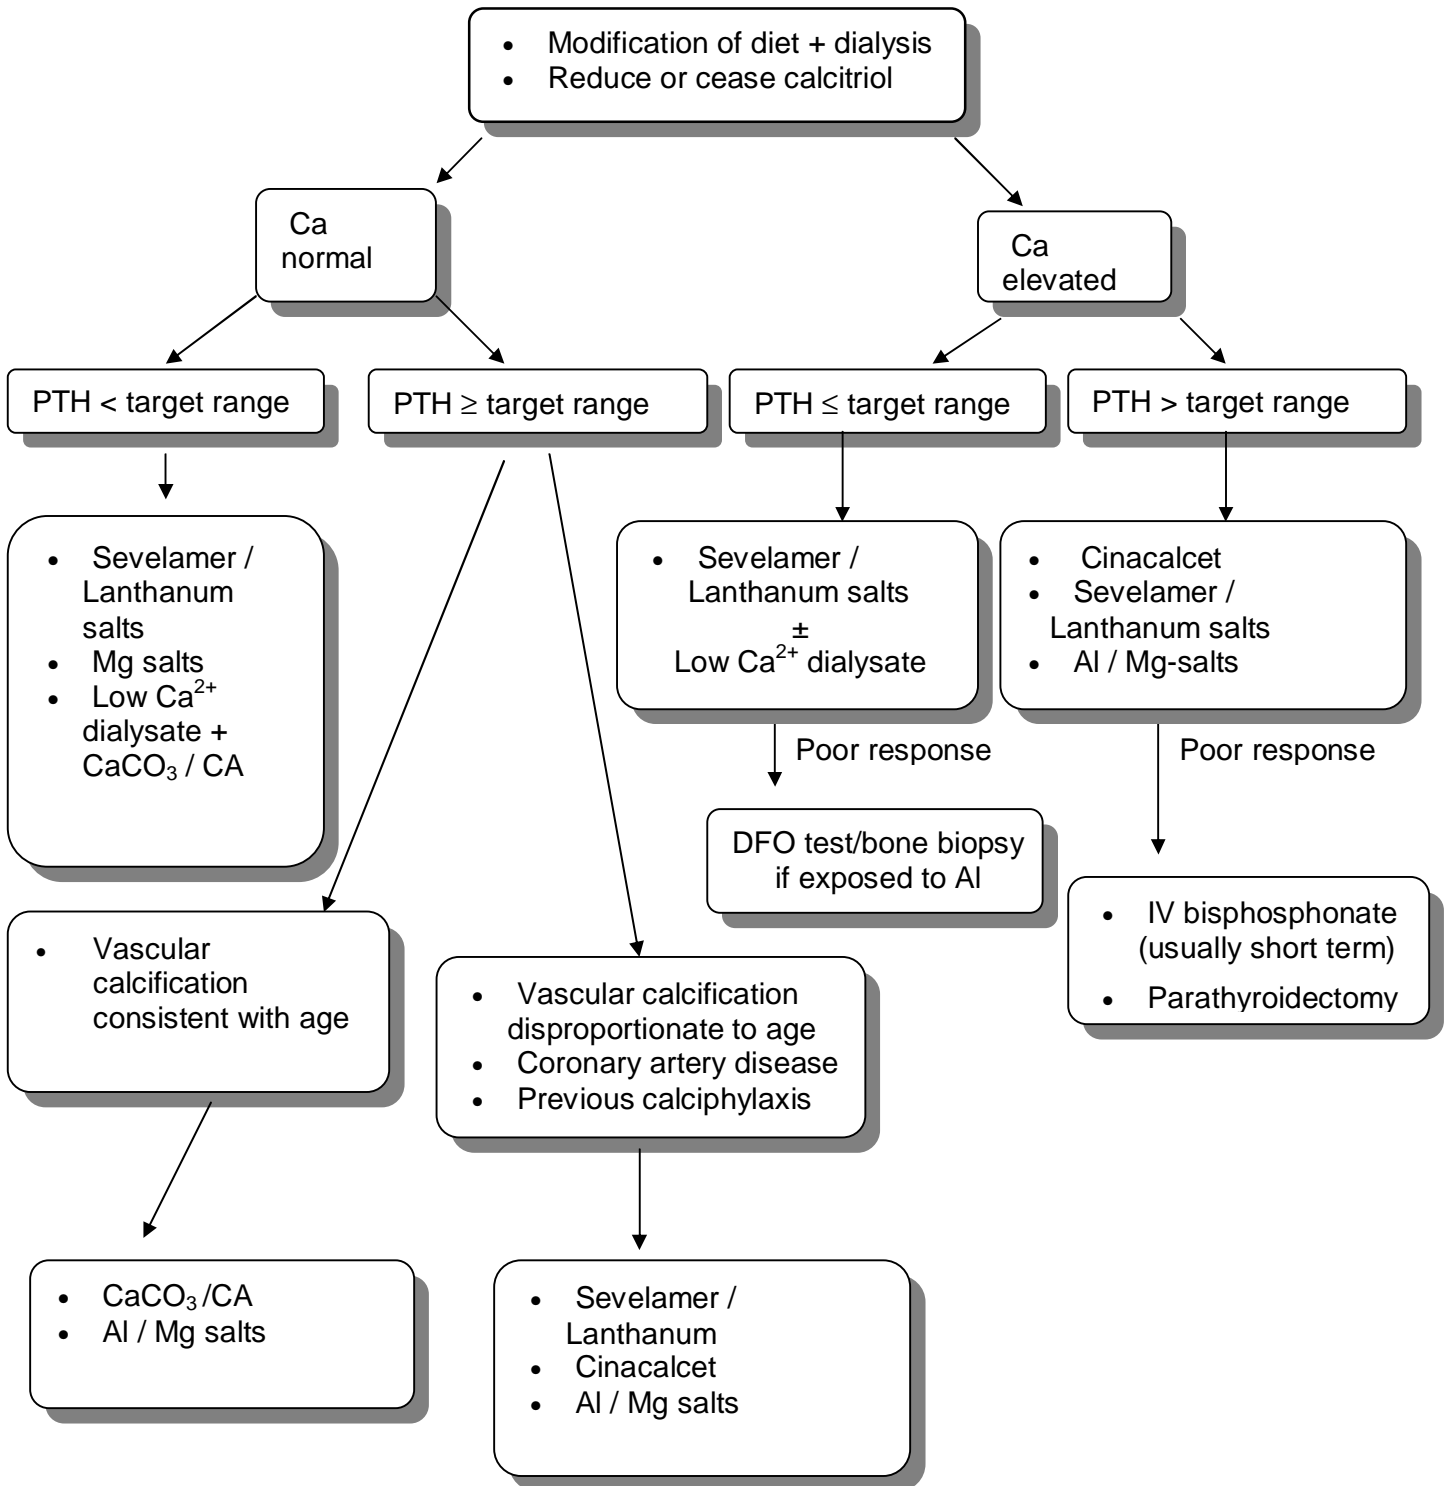 • Modification of diet + dialysis
• Reduce or cease calcitriol
Ca
normal
Ca
elevated
PTH < target range
PTH ≥ target range
PTH ≤ target range
PTH > target range
• Sevelamer /
Lanthanum
salts
• Mg salts
• Low Ca²⁺
dialysate +
CaCO₃ / CA
• Sevelamer /
Lanthanum salts
±
Low Ca²⁺ dialysate
• Cinacalcet
• Sevelamer /
Lanthanum salts
• Al / Mg-salts
Poor response
Poor response
DFO test/bone biopsy
if exposed to Al
• IV bisphosphonate
(usually short term)
• Parathyroidectomy
• Vascular
calcification
consistent with age
• Vascular calcification
disproportionate to age
• Coronary artery disease
• Previous calciphylaxis
• CaCO₃ /CA
• Al / Mg salts
• Sevelamer /
Lanthanum
• Cinacalcet
• Al / Mg salts